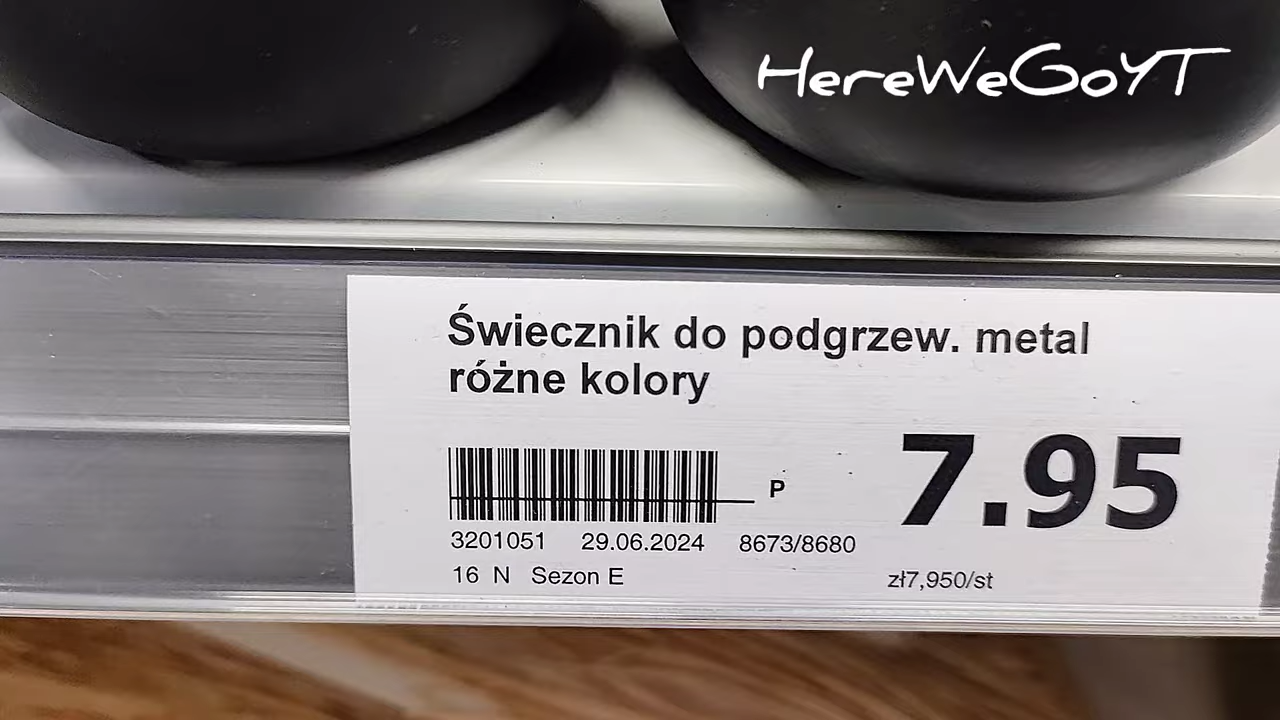 HereWeGoYT
Świecznik do podgrzew. metal
różne kolory
P
7.95
3201051 29.06.2024 8673/8680
16 N Sezon E
zł7,950/st